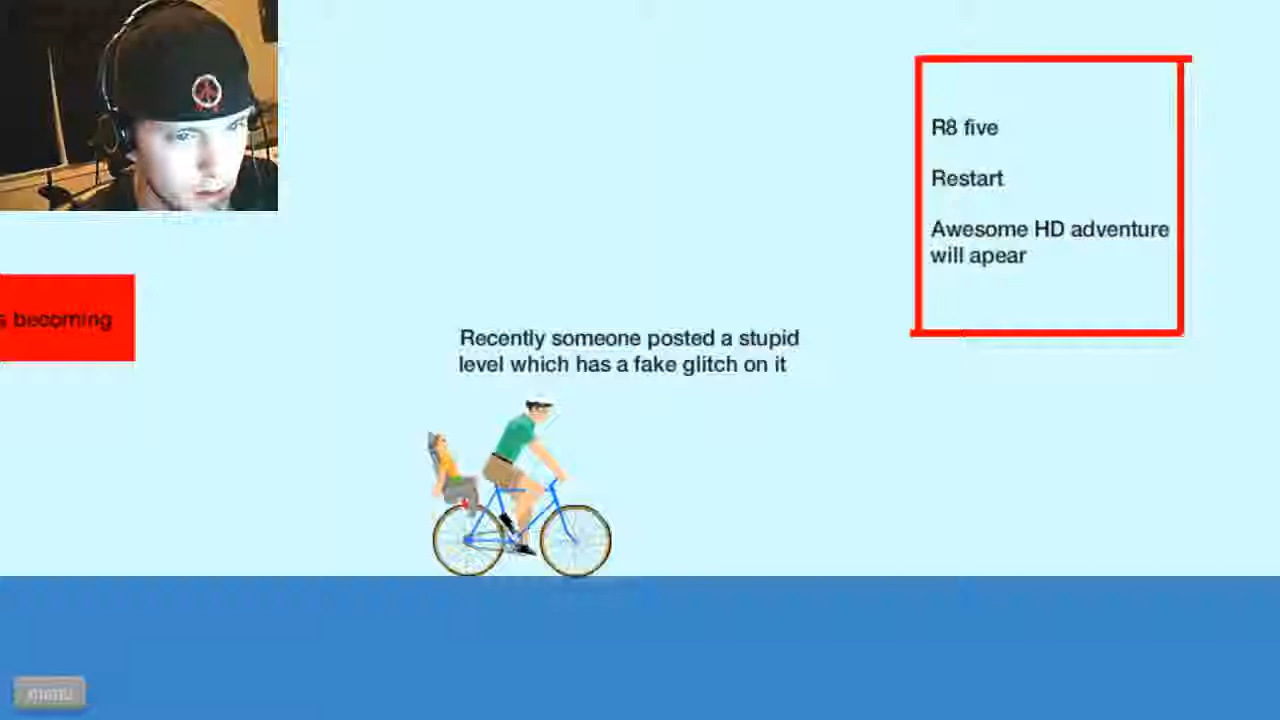 R8 five
Restart
Awesome HD adventure
will apear
s becoming
Recently someone posted a stupid
level which has a fake glitch on it
menu